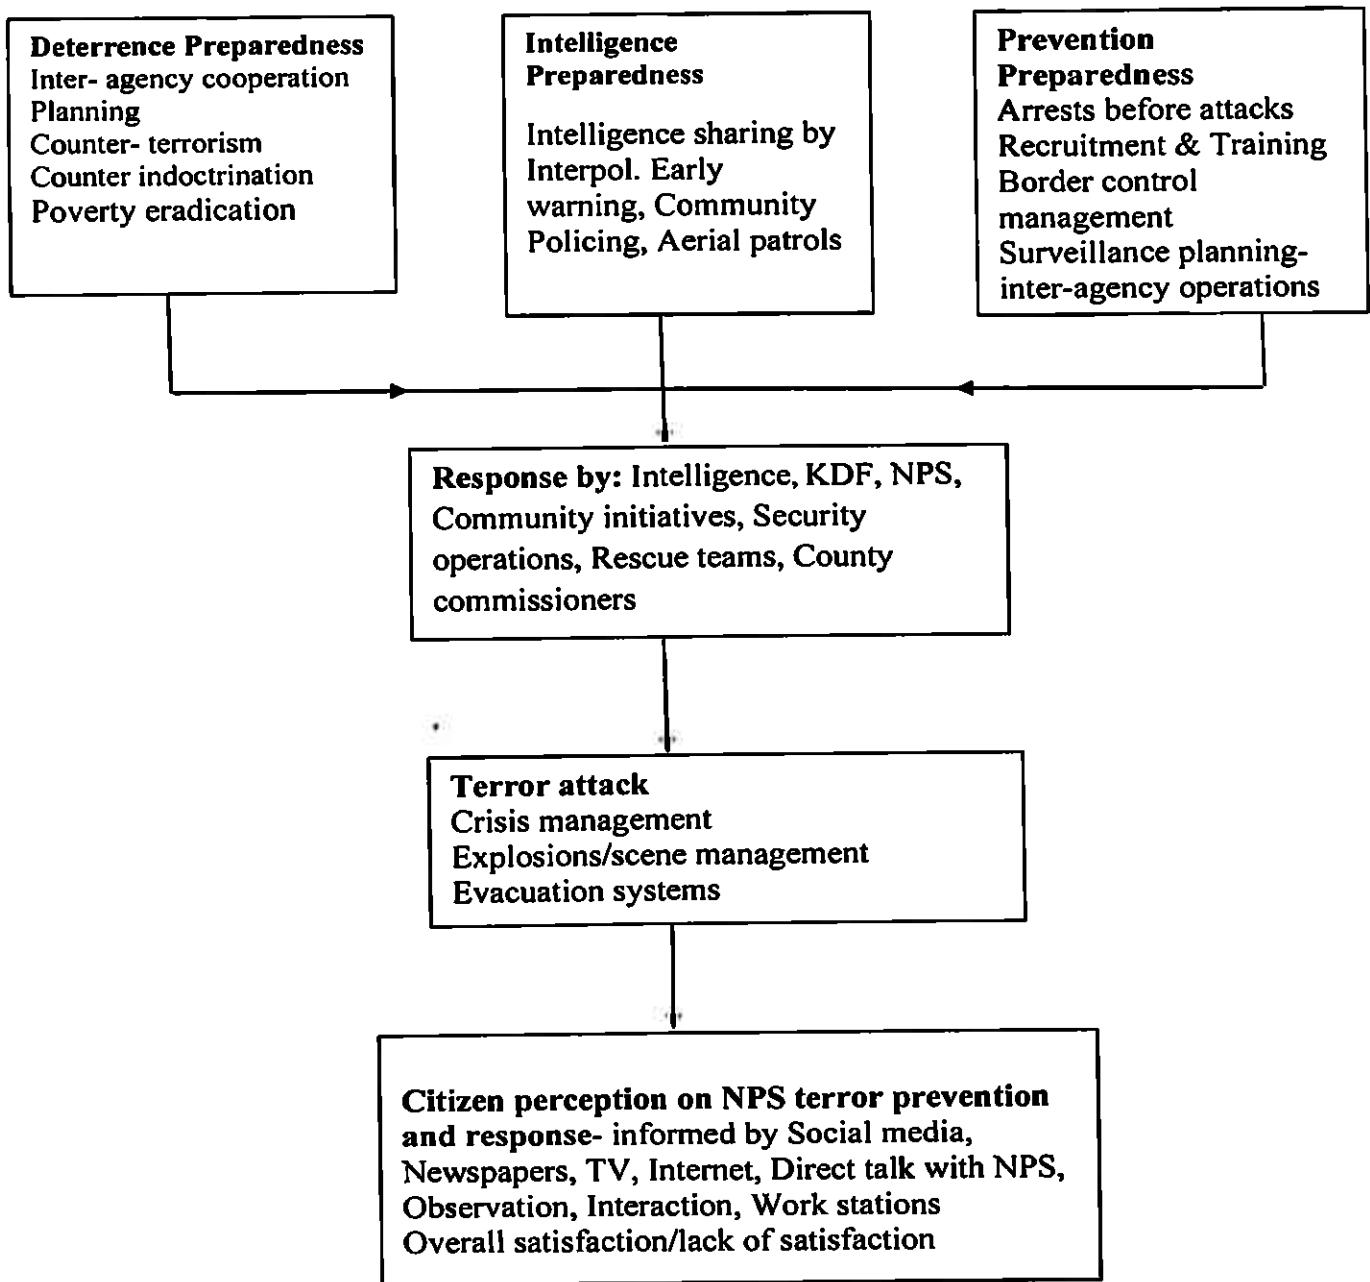 Deterrence Preparedness
Inter- agency cooperation
Planning
Counter- terrorism
Counter indoctrination
Poverty eradication
Intelligence
Preparedness
Intelligence sharing by
Interpol. Early
warning, Community
Policing, Aerial patrols
Prevention
Preparedness
Arrests before attacks
Recruitment & Training
Border control
management
Surveillance planning-
inter-agency operations
Response by: Intelligence, KDF, NPS,
Community initiatives, Security
operations, Rescue teams, County
commissioners
Terror attack
Crisis management
Explosions/scene management
Evacuation systems
Citizen perception on NPS terror prevention
and response- informed by Social media,
Newspapers, TV, Internet, Direct talk with NPS,
Observation, Interaction, Work stations
Overall satisfaction/lack of satisfaction